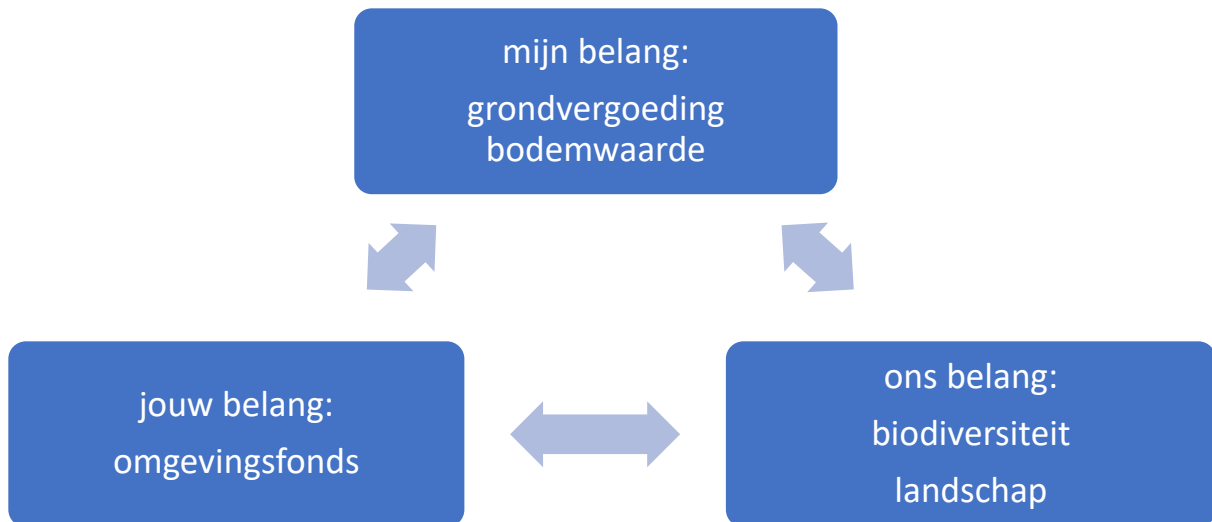 mijn belang:
grondvergoeding
bodemwaarde
jouw belang:
omgevingsfonds
ons belang:
biodiversiteit
landschap